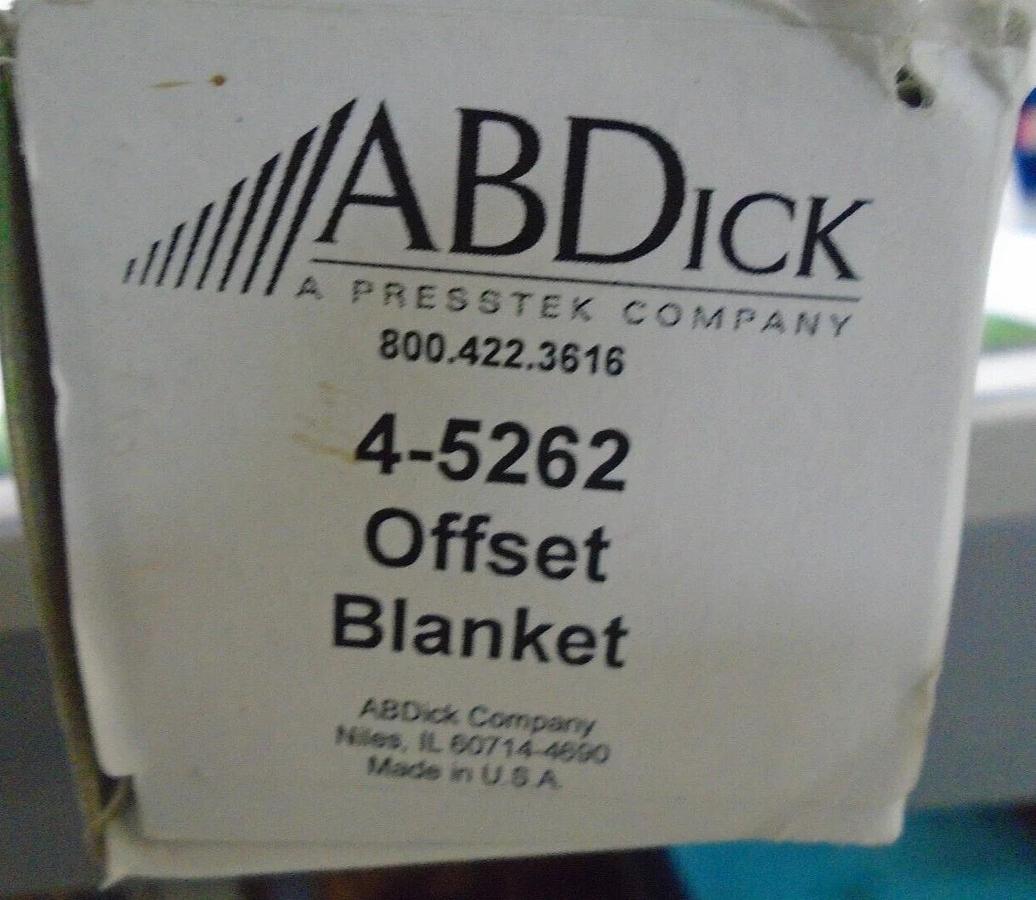 ABDICK
A PRESSTEK COMPANY
800.422.3616
4-5262
Offset
Blanket
ABDick Company
Niles, IL 60714-4690
Made in U.S.A.